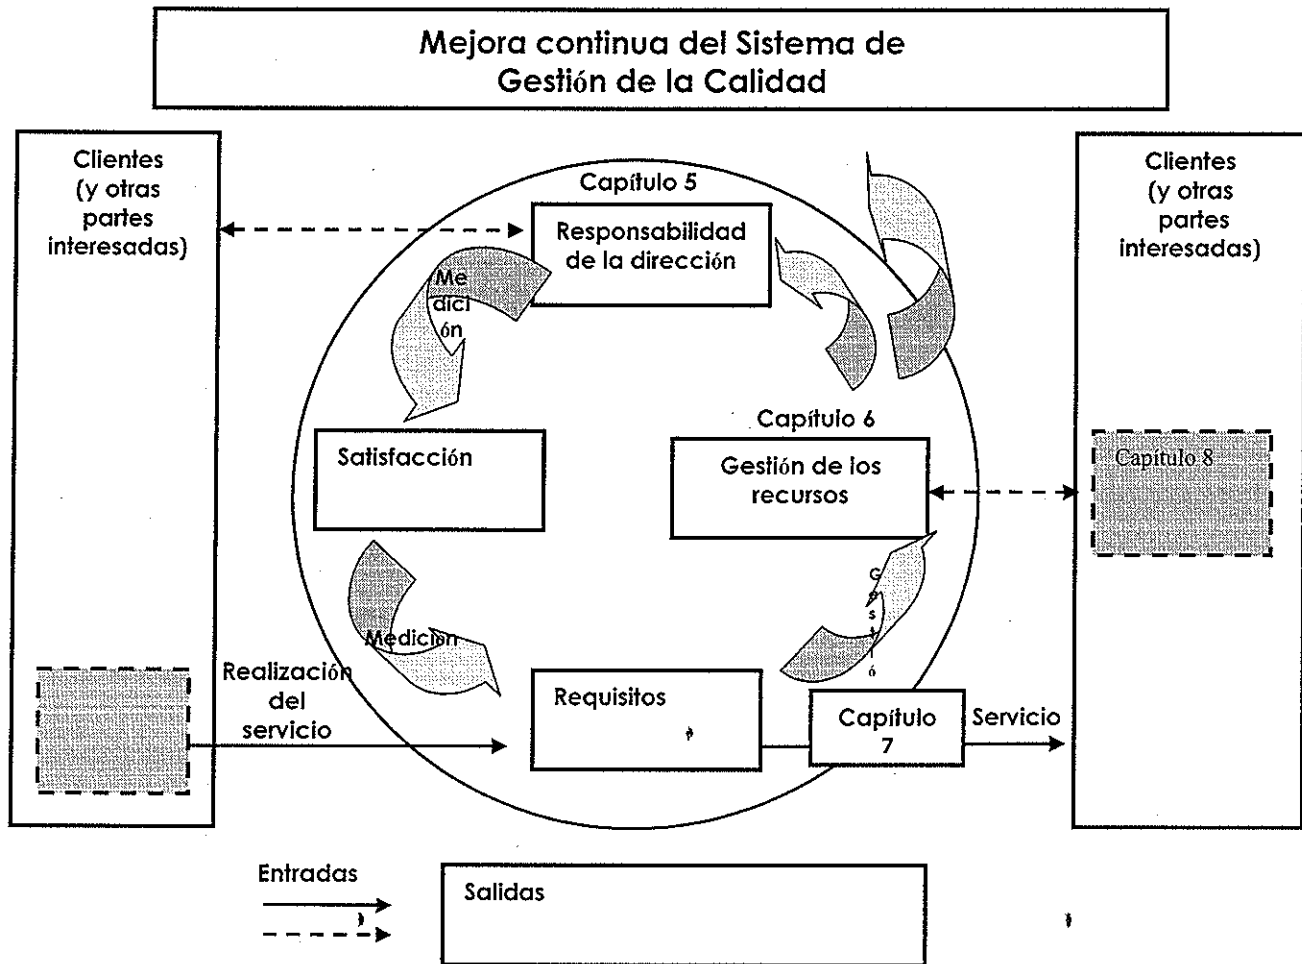 Mejora continua del Sistema de
Gestión de la Calidad
Clientes
(y otras
partes
interesadas)
Clientes
(y otras
partes
interesadas)
Capítulo 5
Responsabilidad
de la dirección
Me
dici
ón
Capítulo 6
Satisfacción
Gestión de los
recursos
Capítulo 8
G
e
s
t
i
ó
Medición
Realización
del
servicio
Requisitos
Capítulo
7
Servicio
Entradas
Salidas